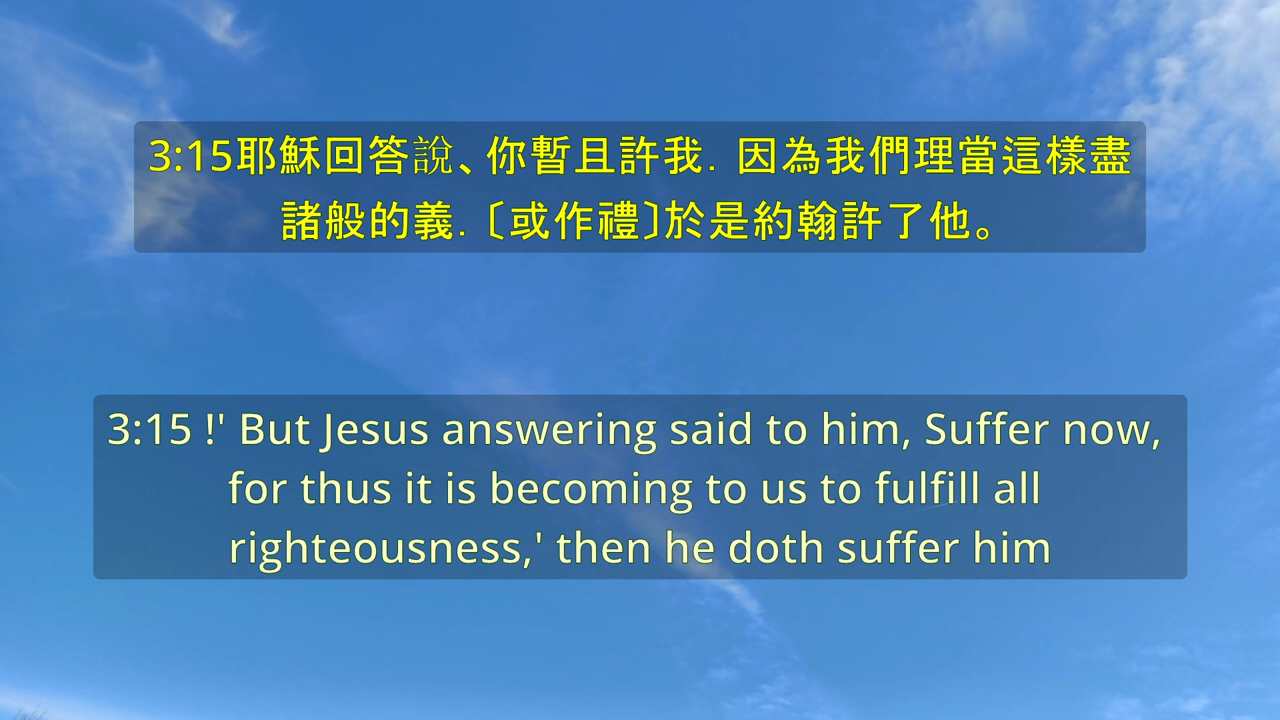 3:15耶穌回答說、你暫且許我．因為我們理當這樣盡
諸般的義．〔或作禮〕於是約翰許了他。
3:15 !' But Jesus answering said to him, Suffer now,
for thus it is becoming to us to fulfill all
righteousness,' then he doth suffer him